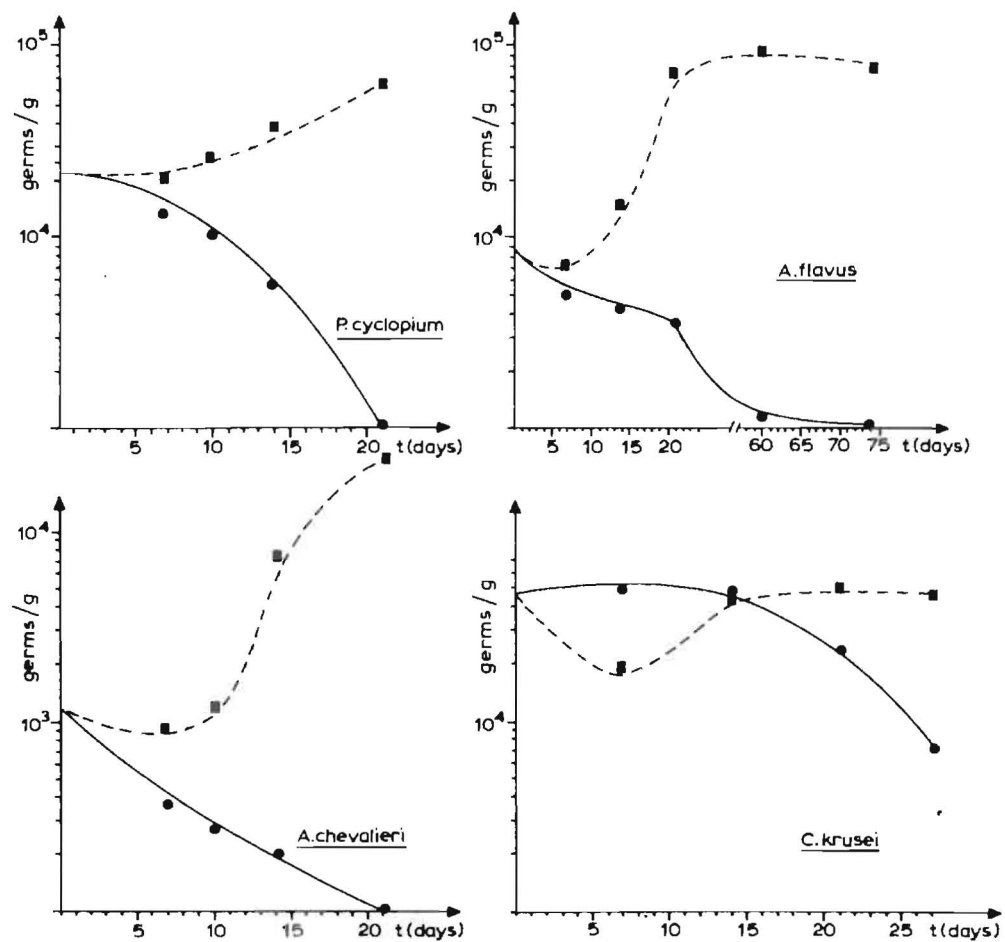 10⁵
germs/g
10⁴
P. cyclopium
5 10 15 20 t(days)
10⁵
germs/g
10⁴
A.flavus
5 10 15 20 60 65 70 75 t(days)
10⁴
germs/g
10³
A.chevalieri
5 10 15 20 t(days)
germs/g
10⁴
C.krusei
5 10 15 20 25 t(days)